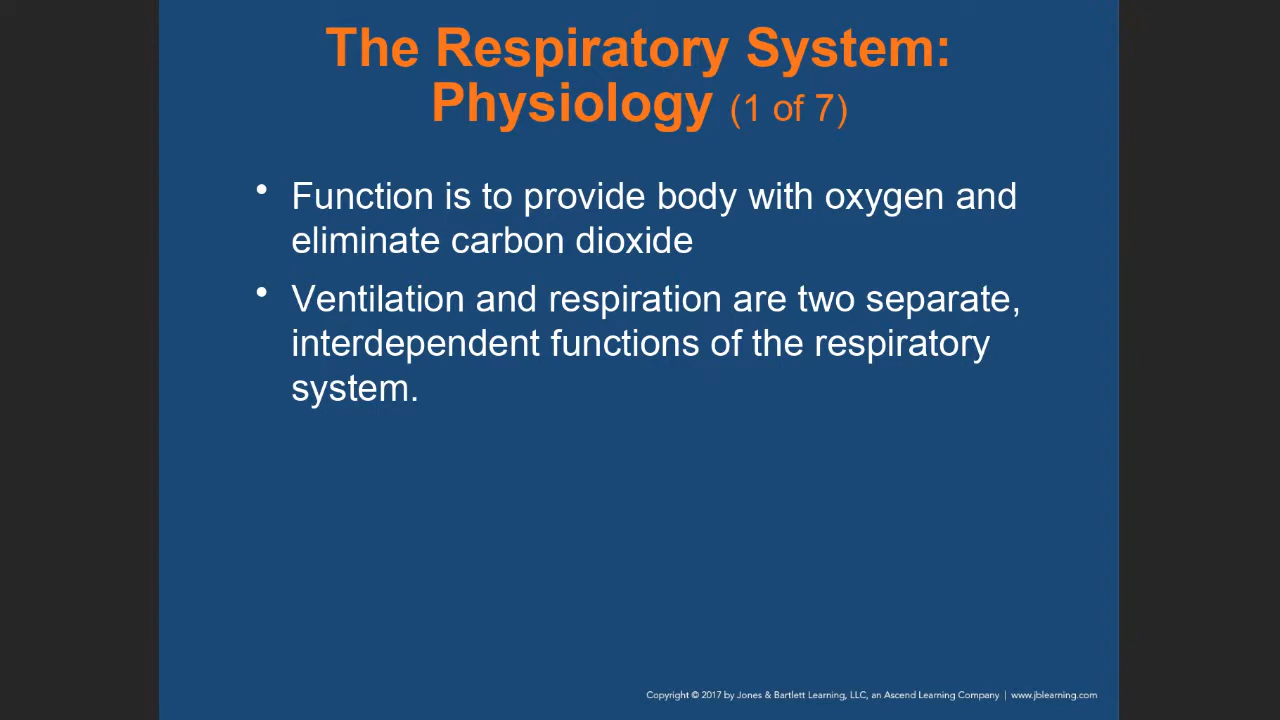 The Respiratory System:
Physiology (1 of 7)
• Function is to provide body with oxygen and
eliminate carbon dioxide
• Ventilation and respiration are two separate,
interdependent functions of the respiratory
system.
Copyright © 2017 by Jones & Bartlett Learning, LLC, an Ascend Learning Company | www.jblearning.com